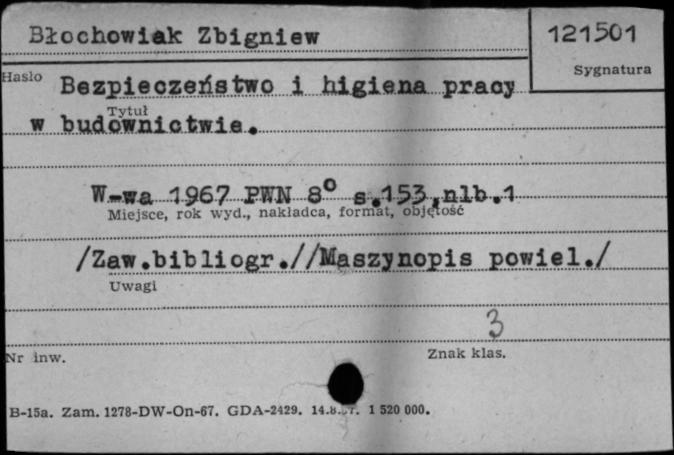 Błochowiak Zbigniew
121501
Sygnatura
Hasło
Bezpieczeństwo i higiena pracy
Tytuł
w budownictwie.
W-wa 1967 PWN 8° s.153,nlb.1
Miejsce, rok wyd., nakładca, format, objętość
/Zaw.bibliogr.//Maszynopis powiel./
Uwagi
3
Nr inw.
Znak klas.
B-15a. Zam. 1278-DW-On-67. GDA-2429. 1 520 000.